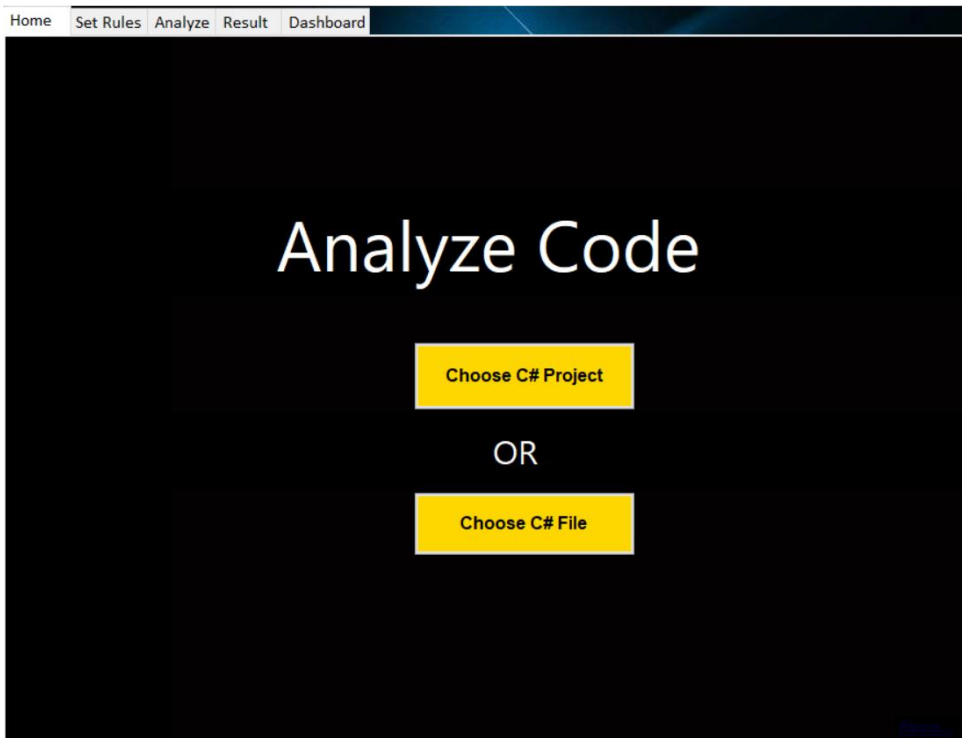 Home Set Rules Analyze Result Dashboard
Analyze Code
Choose C# Project
OR
Choose C# File